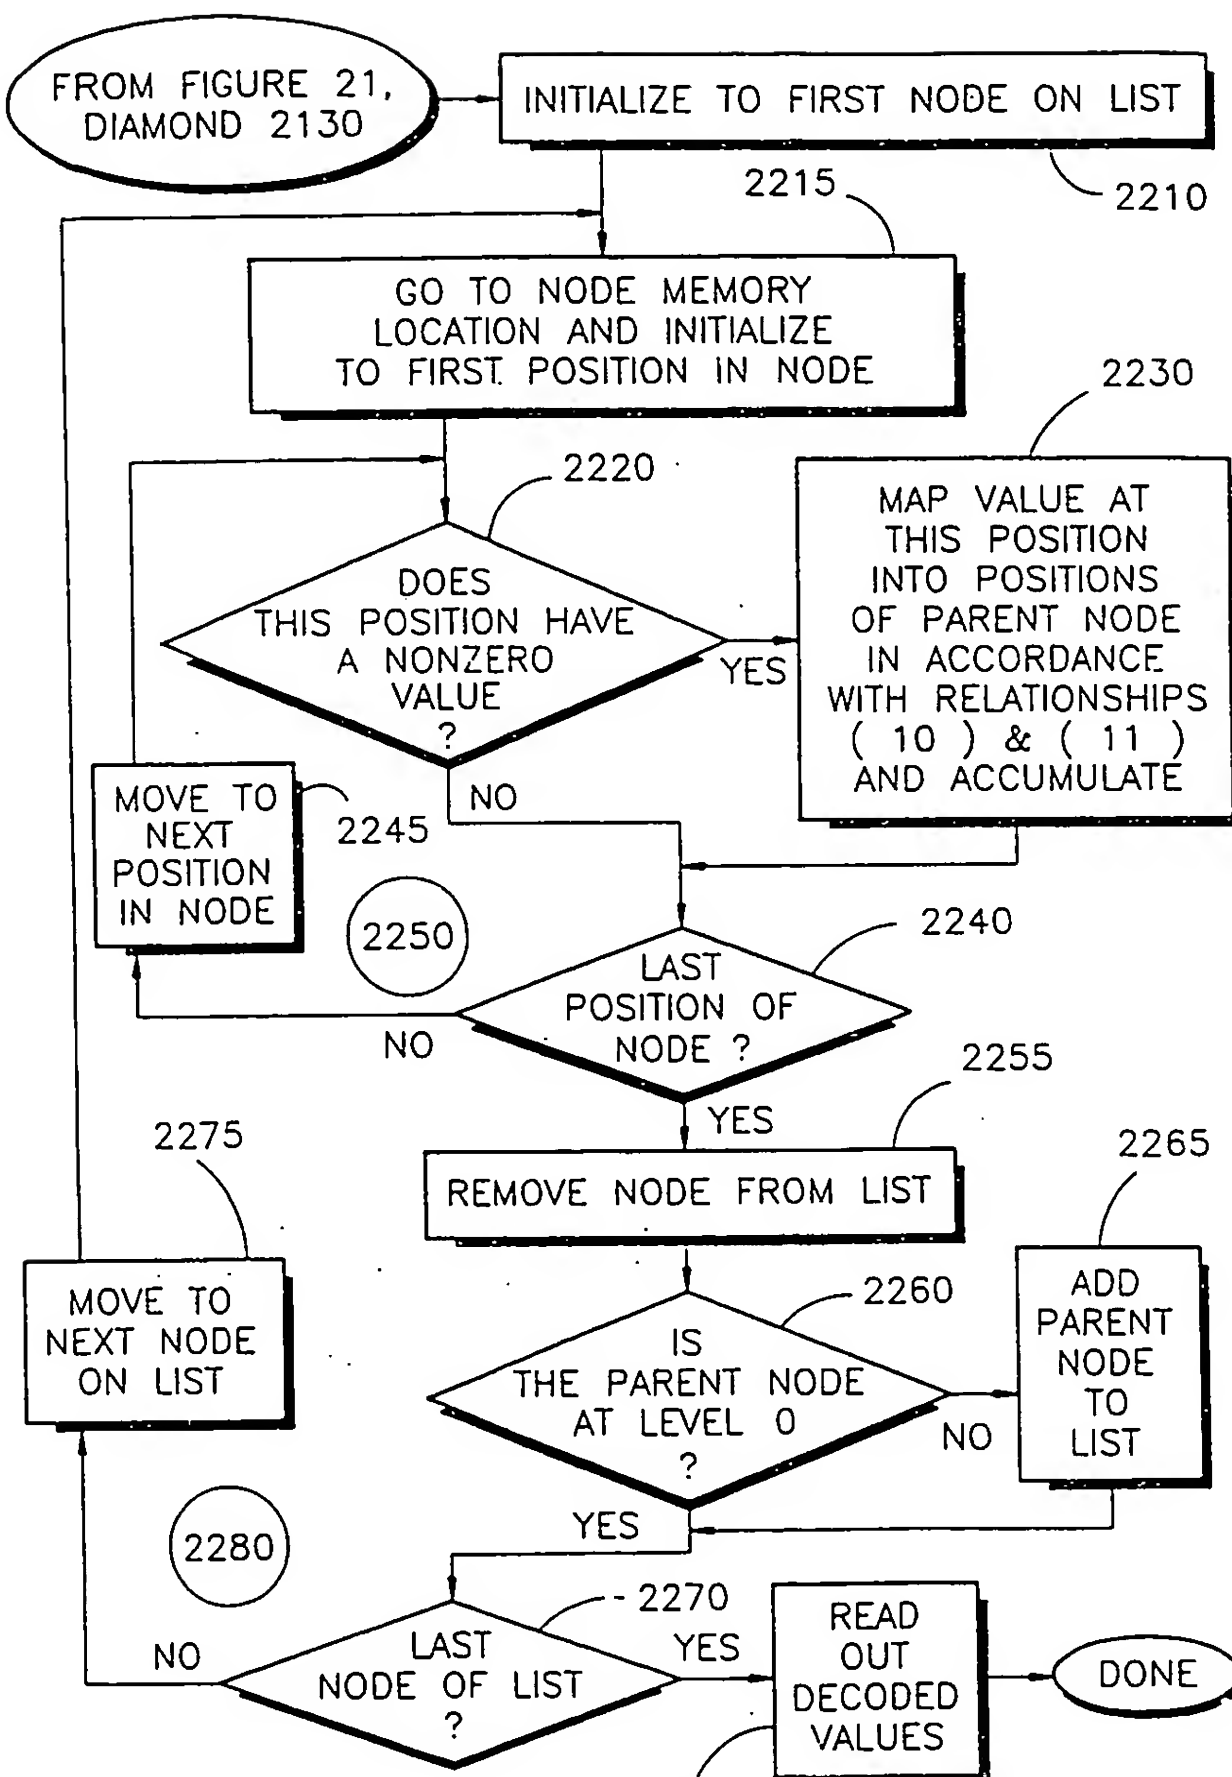 FROM FIGURE 21,
DIAMOND 2130
INITIALIZE TO FIRST NODE ON LIST
2210
2215
GO TO NODE MEMORY
LOCATION AND INITIALIZE
TO FIRST POSITION IN NODE
2220
DOES
THIS POSITION HAVE
A NONZERO
VALUE
?
YES
NO
2230
MAP VALUE AT
THIS POSITION
INTO POSITIONS
OF PARENT NODE
IN ACCORDANCE
WITH RELATIONSHIPS
( 10 ) & ( 11 )
AND ACCUMULATE
MOVE TO
NEXT
POSITION
IN NODE
2245
2250
2240
LAST
POSITION OF
NODE ?
NO
YES
2255
REMOVE NODE FROM LIST
2260
IS
THE PARENT NODE
AT LEVEL 0
?
NO
YES
2265
ADD
PARENT
NODE
TO
LIST
2275
MOVE TO
NEXT NODE
ON LIST
2280
2270
LAST
NODE OF LIST
?
NO
YES
READ
OUT
DECODED
VALUES
DONE